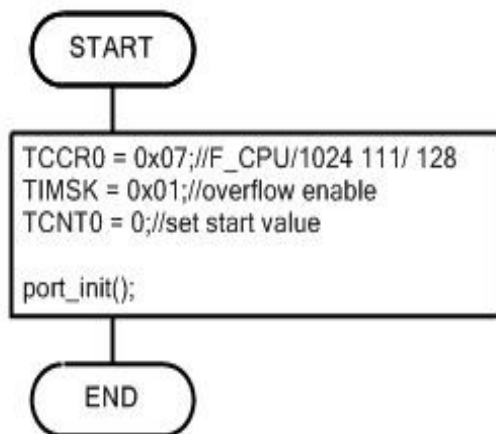 START
TCCR0 = 0x07;//F_CPU/1024 111/ 128
TIMSK = 0x01;//overflow enable
TCNT0 = 0;//set start value
port_init();
END